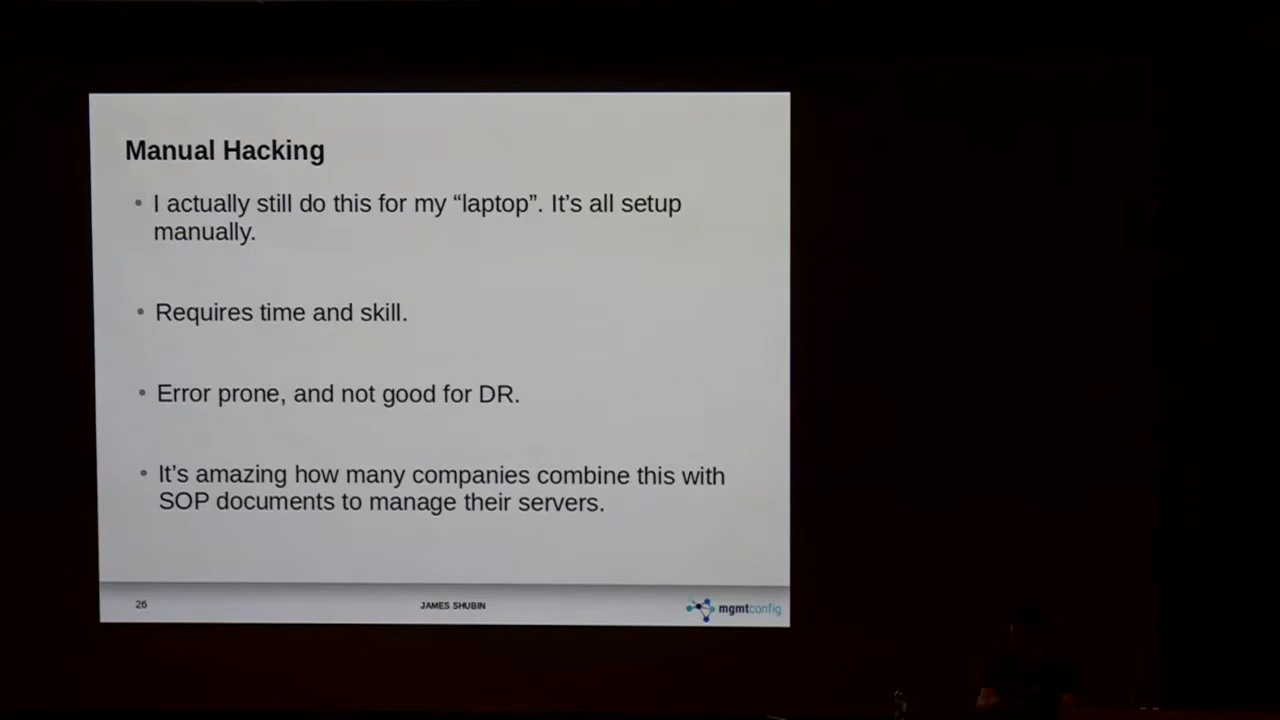 Manual Hacking
• I actually still do this for my “laptop”. It’s all setup
manually.
• Requires time and skill.
• Error prone, and not good for DR.
• It’s amazing how many companies combine this with
SOP documents to manage their servers.
26
JAMES SHUBIN
mgmtconfig